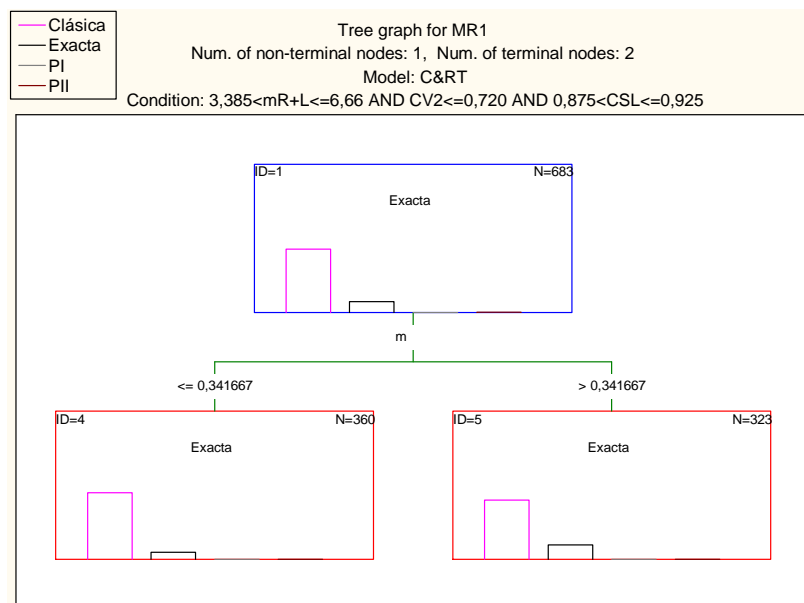 Clásica
Exacta
PI
PII
Tree graph for MR1
Num. of non-terminal nodes: 1, Num. of terminal nodes: 2
Model: C&RT
Condition: 3,385<mR+L<=6,66 AND CV2<=0,720 AND 0,875<CSL<=0,925
ID=1 N=683
Exacta
m
<= 0,341667 > 0,341667
ID=4 N=360 ID=5 N=323
Exacta Exacta